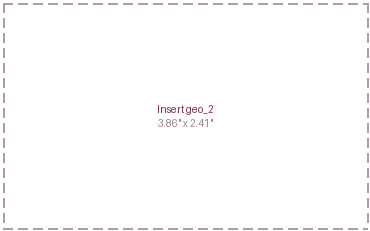 Insert geo_2
3.86" x 2.41"